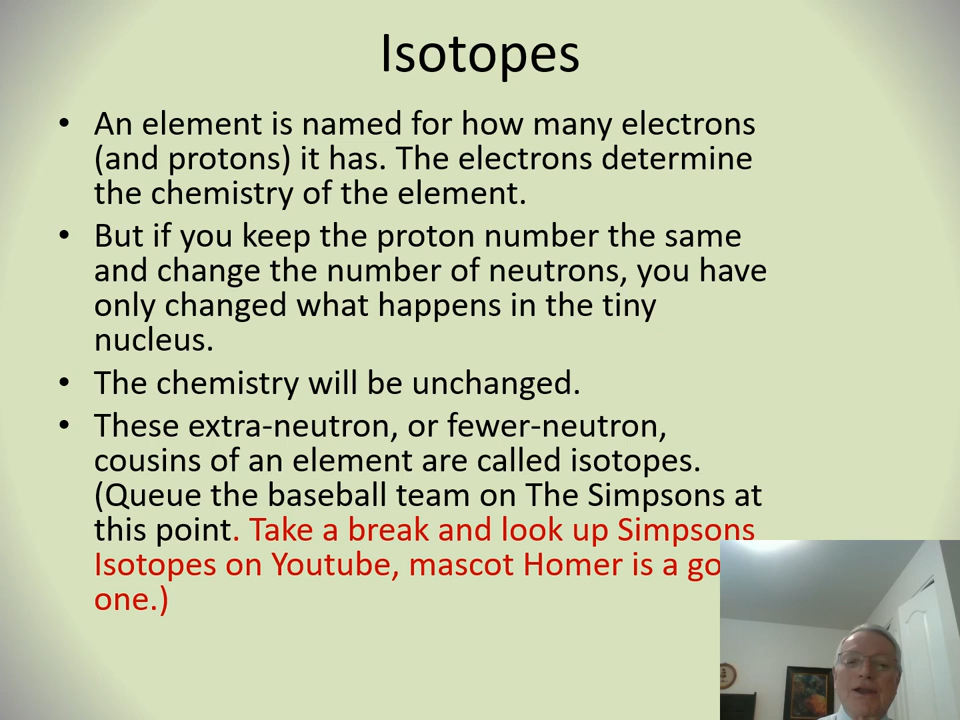 Isotopes
• An element is named for how many electrons
(and protons) it has. The electrons determine
the chemistry of the element.
• But if you keep the proton number the same
and change the number of neutrons, you have
only changed what happens in the tiny
nucleus.
• The chemistry will be unchanged.
• These extra-neutron, or fewer-neutron,
cousins of an element are called isotopes.
(Queue the baseball team on The Simpsons at
this point. Take a break and look up Simpsons
Isotopes on Youtube, mascot Homer is a
one.)